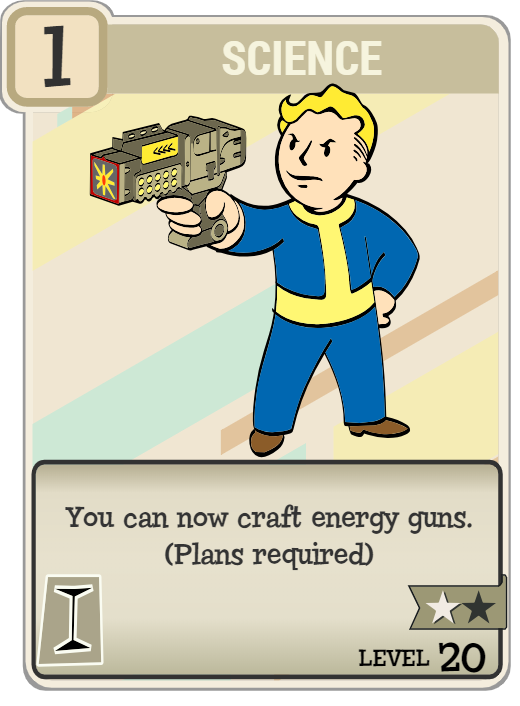 1
SCIENCE
You can now craft energy guns.
(Plans required)
I
LEVEL 20